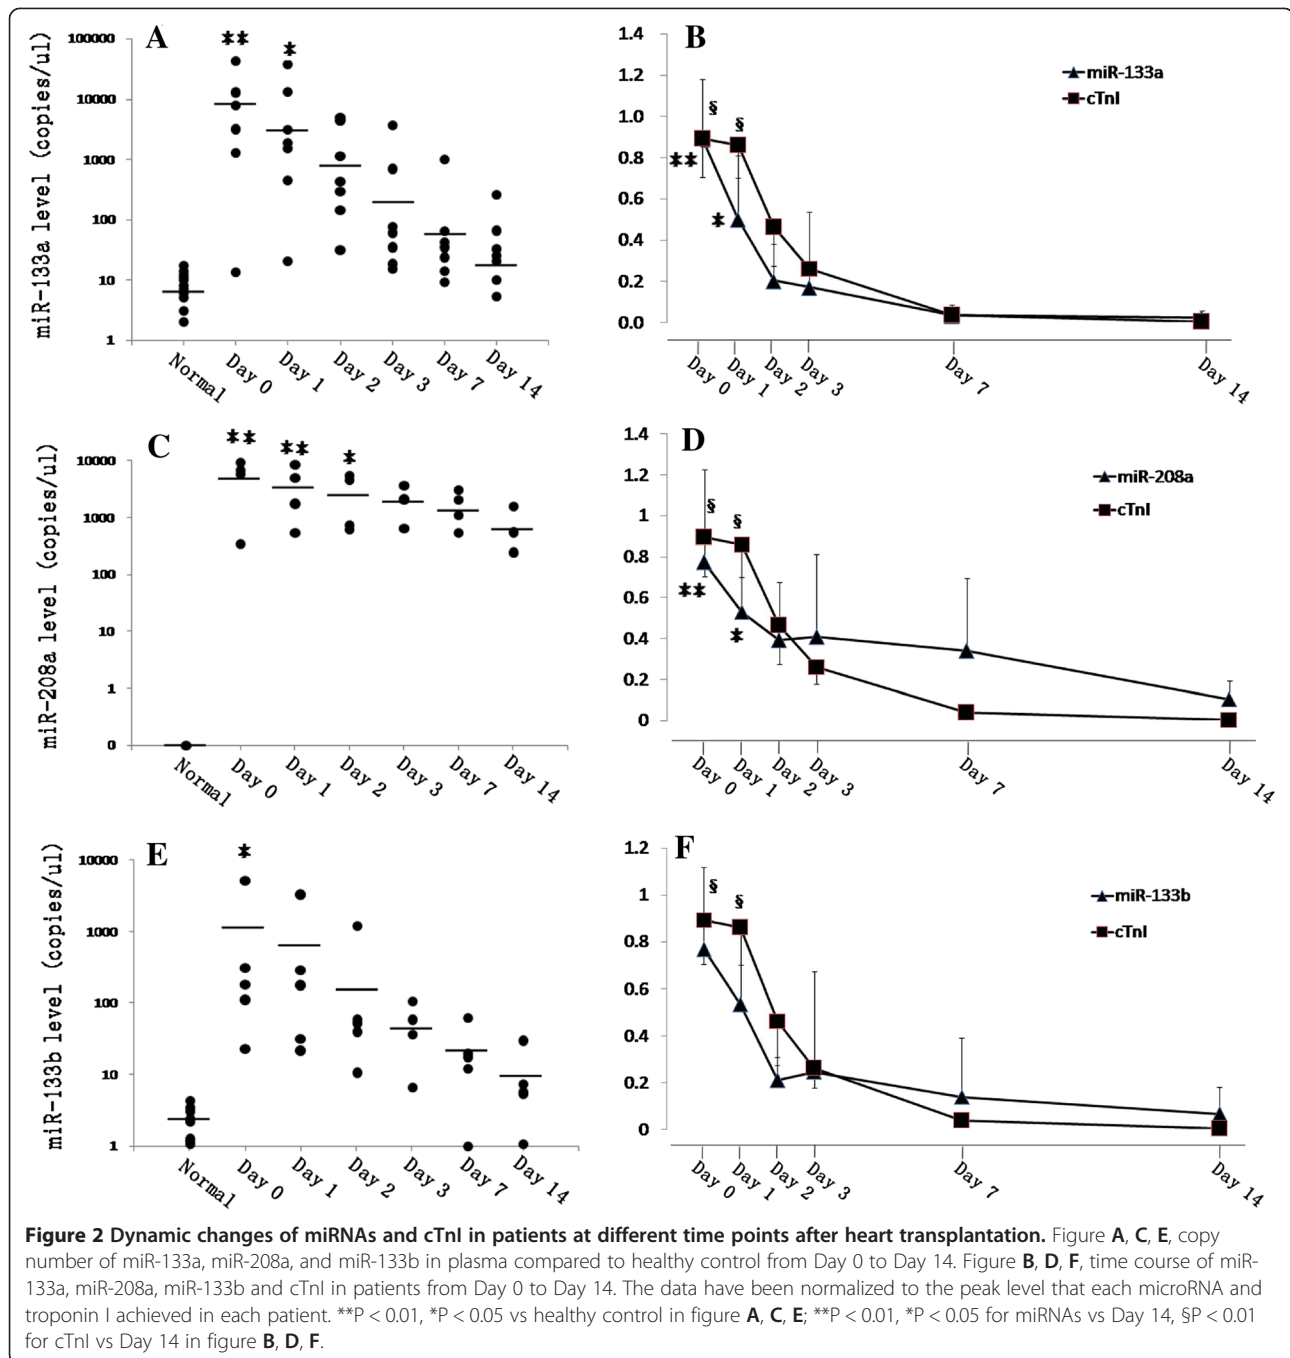 A
miR-133a level (copies/ul)
100000
10000
1000
100
10
1
** *
Normal Day 0 Day 1 Day 2 Day 3 Day 7 Day 14
B
1.4
1.2
1.0
0.8
0.6
0.4
0.2
0.0
miR-133a
cTnI
§ §
**
*
Day 0 Day 1 Day 2 Day 3 Day 7 Day 14
C
miR-208a level (copies/ul)
10000
1000
100
10
1
0
** ** *
Normal Day 0 Day 1 Day 2 Day 3 Day 7 Day 14
D
1.4
1.2
1
0.8
0.6
0.4
0.2
0
miR-208a
cTnI
§ §
**
*
Day 0 Day 1 Day 2 Day 3 Day 7 Day 14
E
miR-133b level (copies/ul)
10000
1000
100
10
1
*
Normal Day 0 Day 1 Day 2 Day 3 Day 7 Day 14
F
1.2
1
0.8
0.6
0.4
0.2
0
miR-133b
cTnI
§ §
Day 0 Day 1 Day 2 Day 3 Day 7 Day 14
Figure 2 Dynamic changes of miRNAs and cTnI in patients at different time points after heart transplantation. Figure A, C, E, copy
number of miR-133a, miR-208a, and miR-133b in plasma compared to healthy control from Day 0 to Day 14. Figure B, D, F, time course of miR-
133a, miR-208a, miR-133b and cTnI in patients from Day 0 to Day 14. The data have been normalized to the peak level that each microRNA and
troponin I achieved in each patient. **P < 0.01, *P < 0.05 vs healthy control in figure A, C, E; **P < 0.01, *P < 0.05 for miRNAs vs Day 14, §P < 0.01
for cTnI vs Day 14 in figure B, D, F.